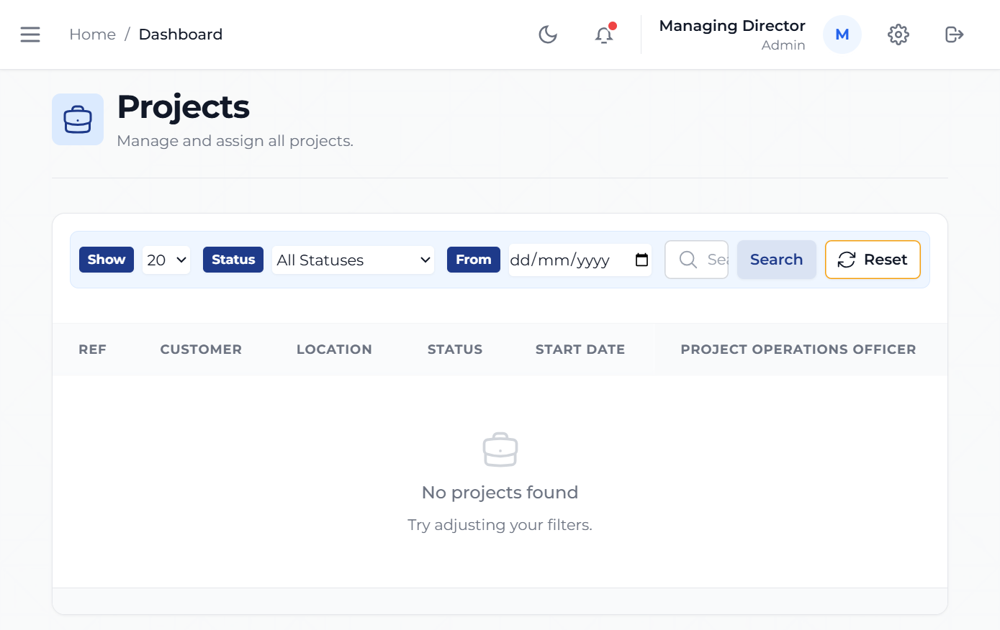 Home / Dashboard
Managing Director
Admin
M
Projects
Manage and assign all projects.
Show 20 Status All Statuses From dd/mm/yyyy Search Reset
REF CUSTOMER LOCATION STATUS START DATE PROJECT OPERATIONS OFFICER
No projects found
Try adjusting your filters.